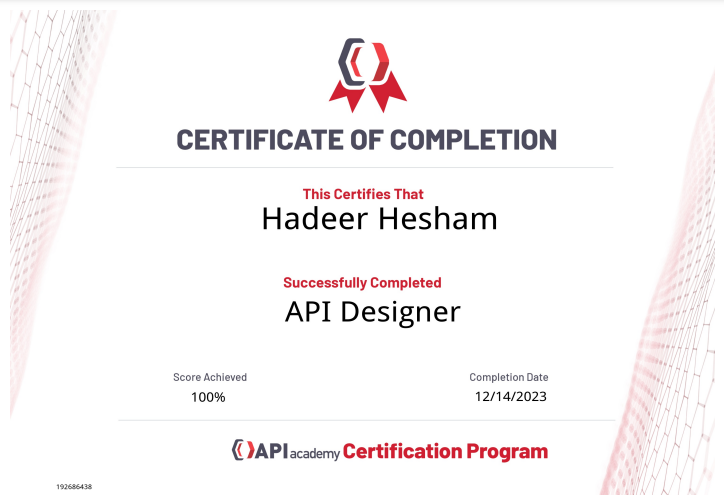 CERTIFICATE OF COMPLETION
This Certifies That
Hadeer Hesham
Successfully Completed
API Designer
Score Achieved
100%
Completion Date
12/14/2023
API academy Certification Program
192686438